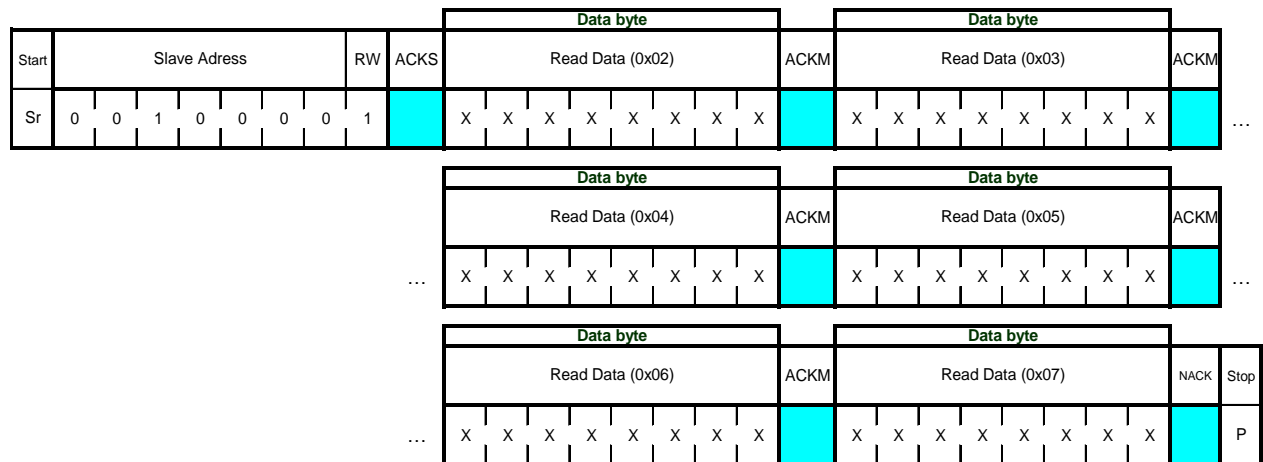 Data byte Data byte
Start Slave Adress RW ACKS Read Data (0x02) ACKM Read Data (0x03) ACKM
Sr 0 0 1 0 0 0 0 1 X X X X X X X X X X X X X X X X …
Data byte Data byte
Read Data (0x04) ACKM Read Data (0x05) ACKM
… X X X X X X X X X X X X X X X X …
Data byte Data byte
Read Data (0x06) ACKM Read Data (0x07) NACK Stop
… X X X X X X X X X X X X X X X X P